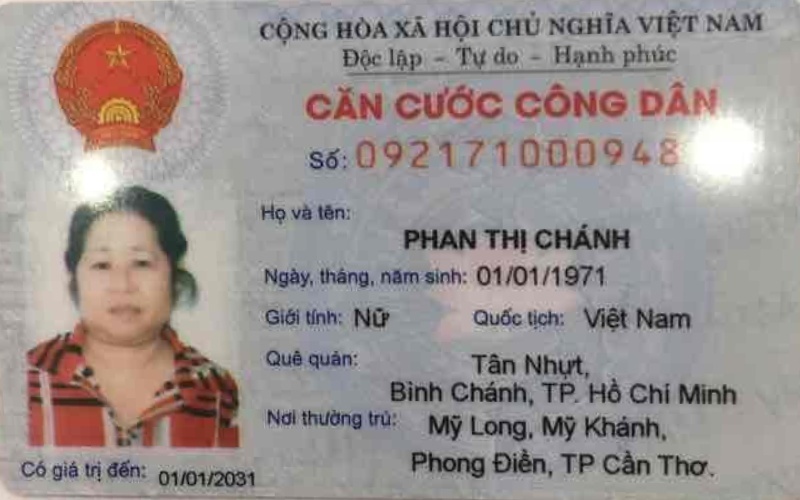 CỘNG HÒA XÃ HỘI CHỦ NGHĨA VIỆT NAM
Độc lập – Tự do – Hạnh phúc
CĂN CƯỚC CÔNG DÂN
Số: 092171000948
Họ và tên:
PHAN THỊ CHÁNH
Ngày, tháng, năm sinh: 01/01/1971
Giới tính: Nữ Quốc tịch: Việt Nam
Quê quán: Tân Nhựt,
Bình Chánh, TP. Hồ Chí Minh
Nơi thường trú: Mỹ Long, Mỹ Khánh,
Phong Điền, TP Cần Thơ.
Có giá trị đến: 01/01/2031